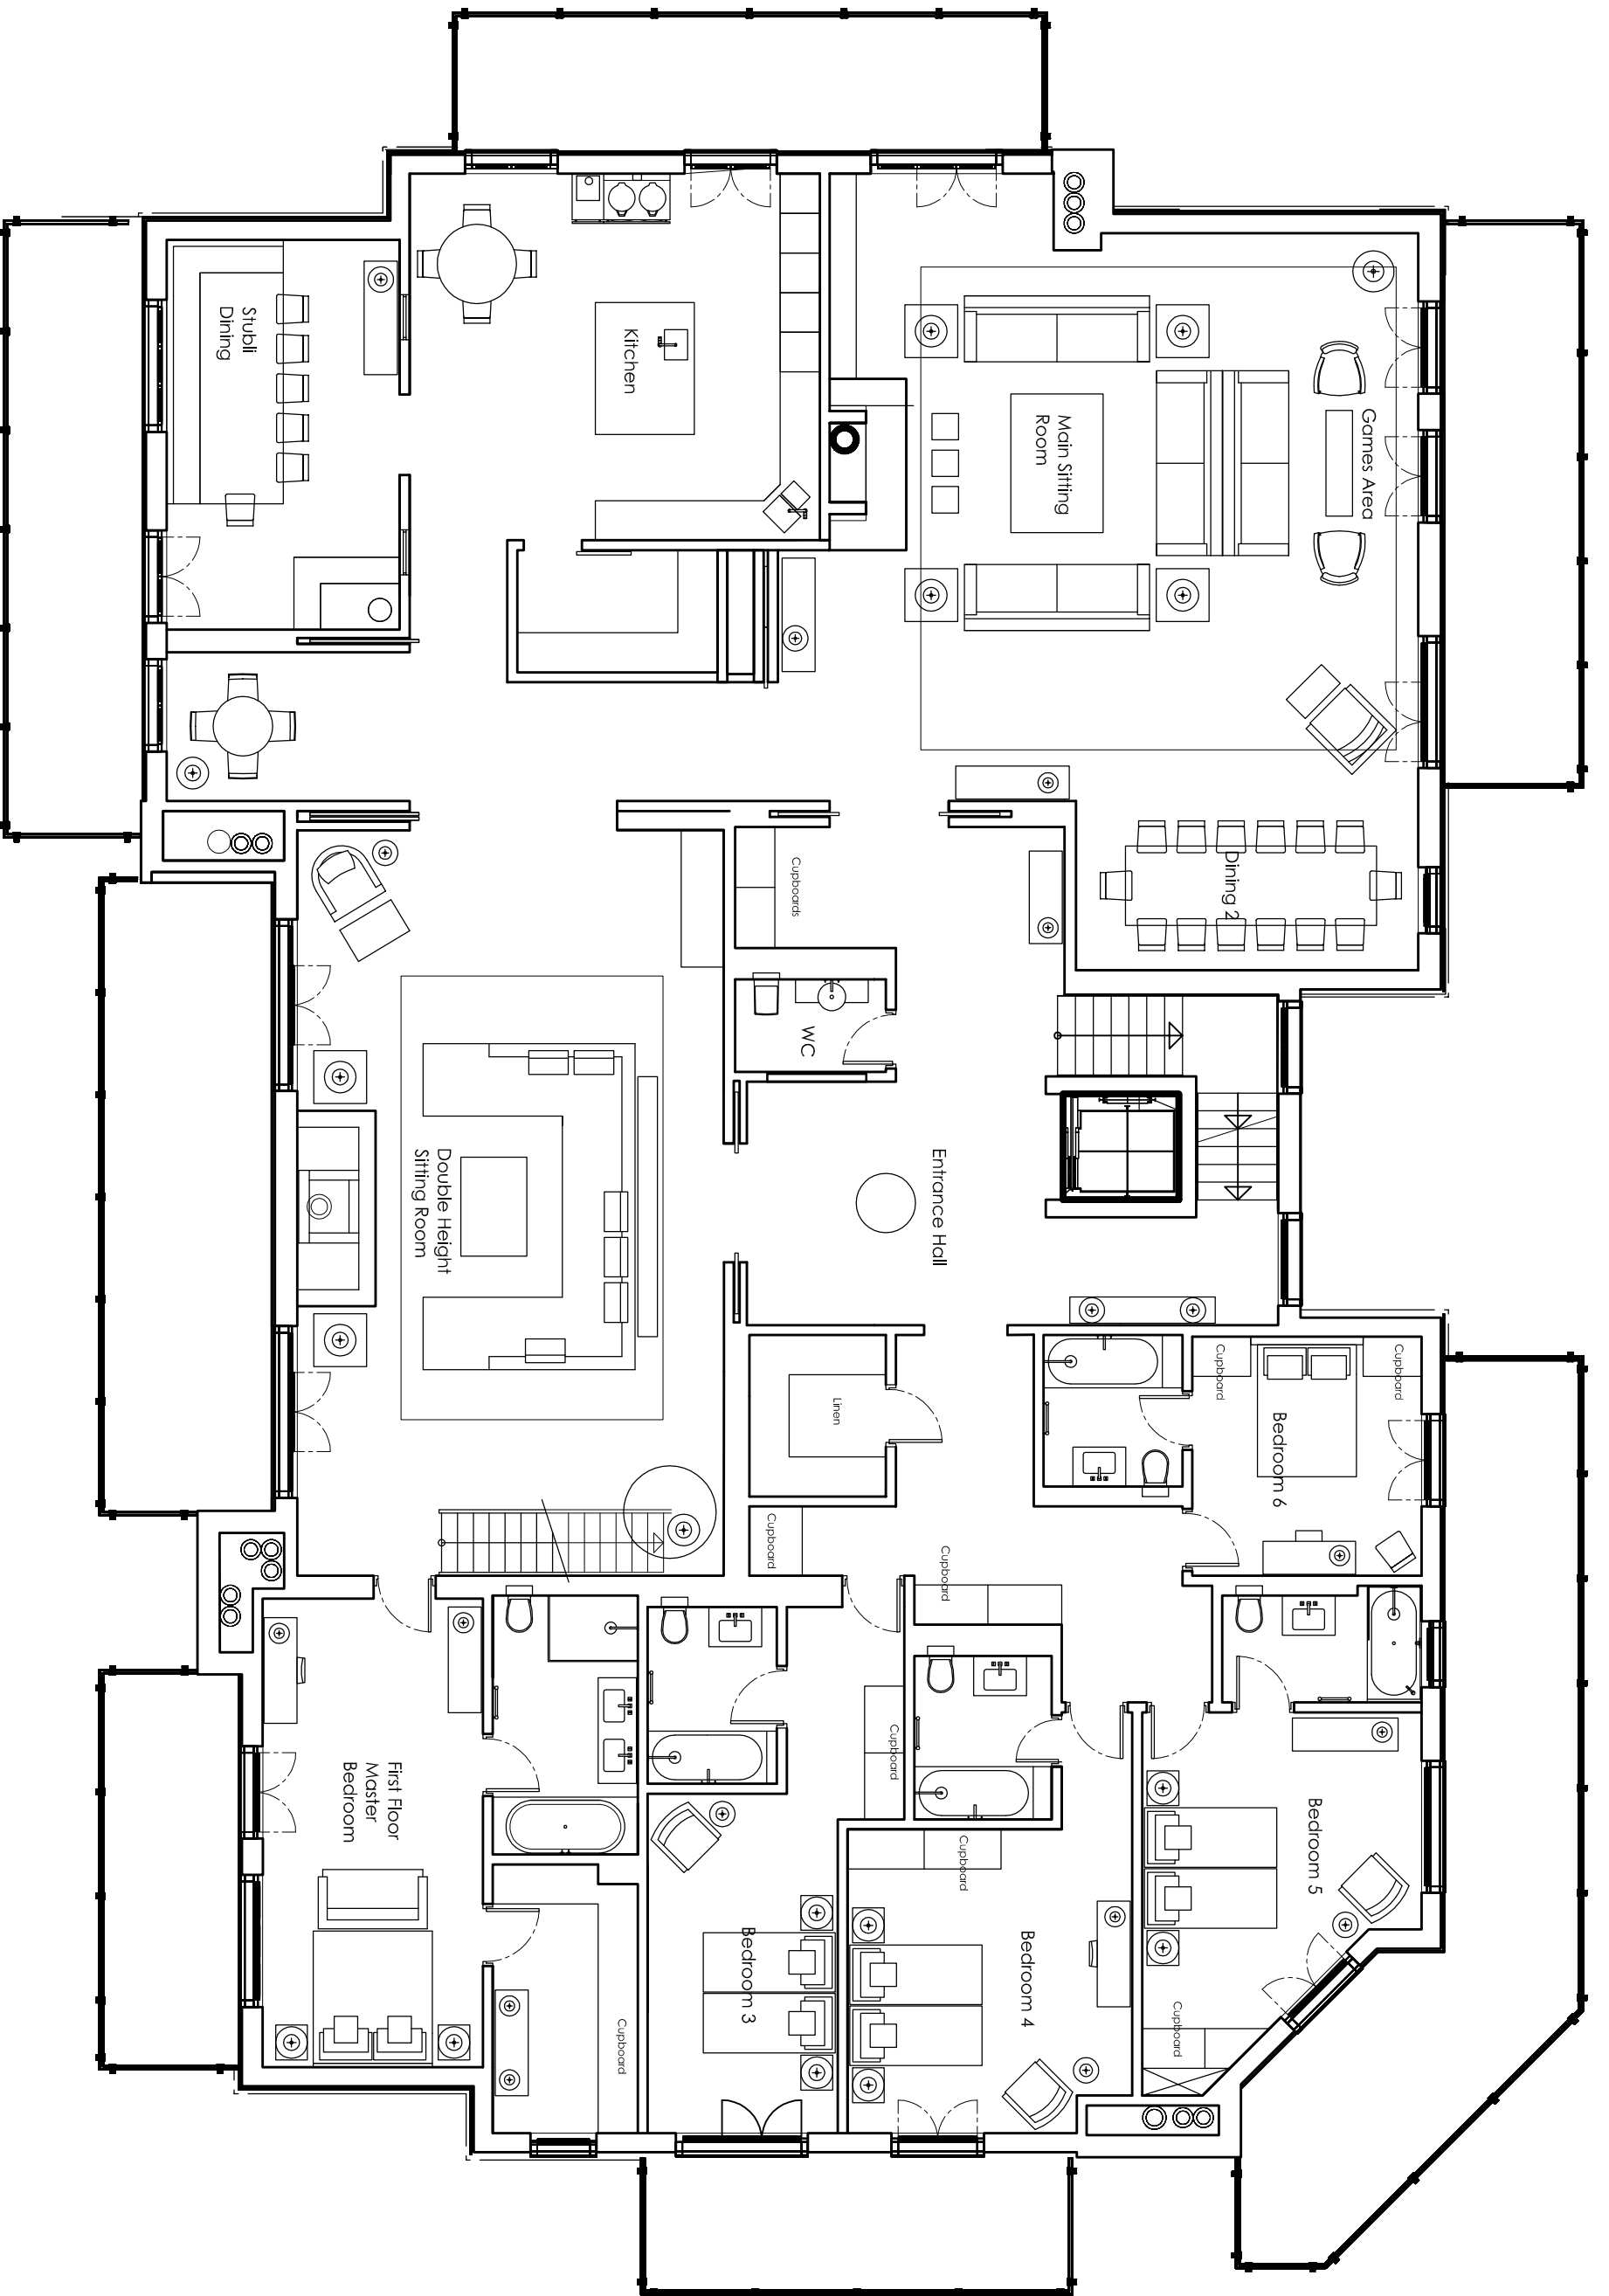 Games Area
Main Sitting
Room
Dining 2
Kitchen
Stubli
Dining
Cupboards
WC
Entrance Hall
Double Height
Sitting Room
Linen
Cupboard
Cupboard
Cupboard
Bedroom 6
Cupboard
Cupboard
Bedroom 5
Cupboard
Cupboard
Bedroom 4
Cupboard
Bedroom 3
Cupboard
First Floor
Master
Bedroom